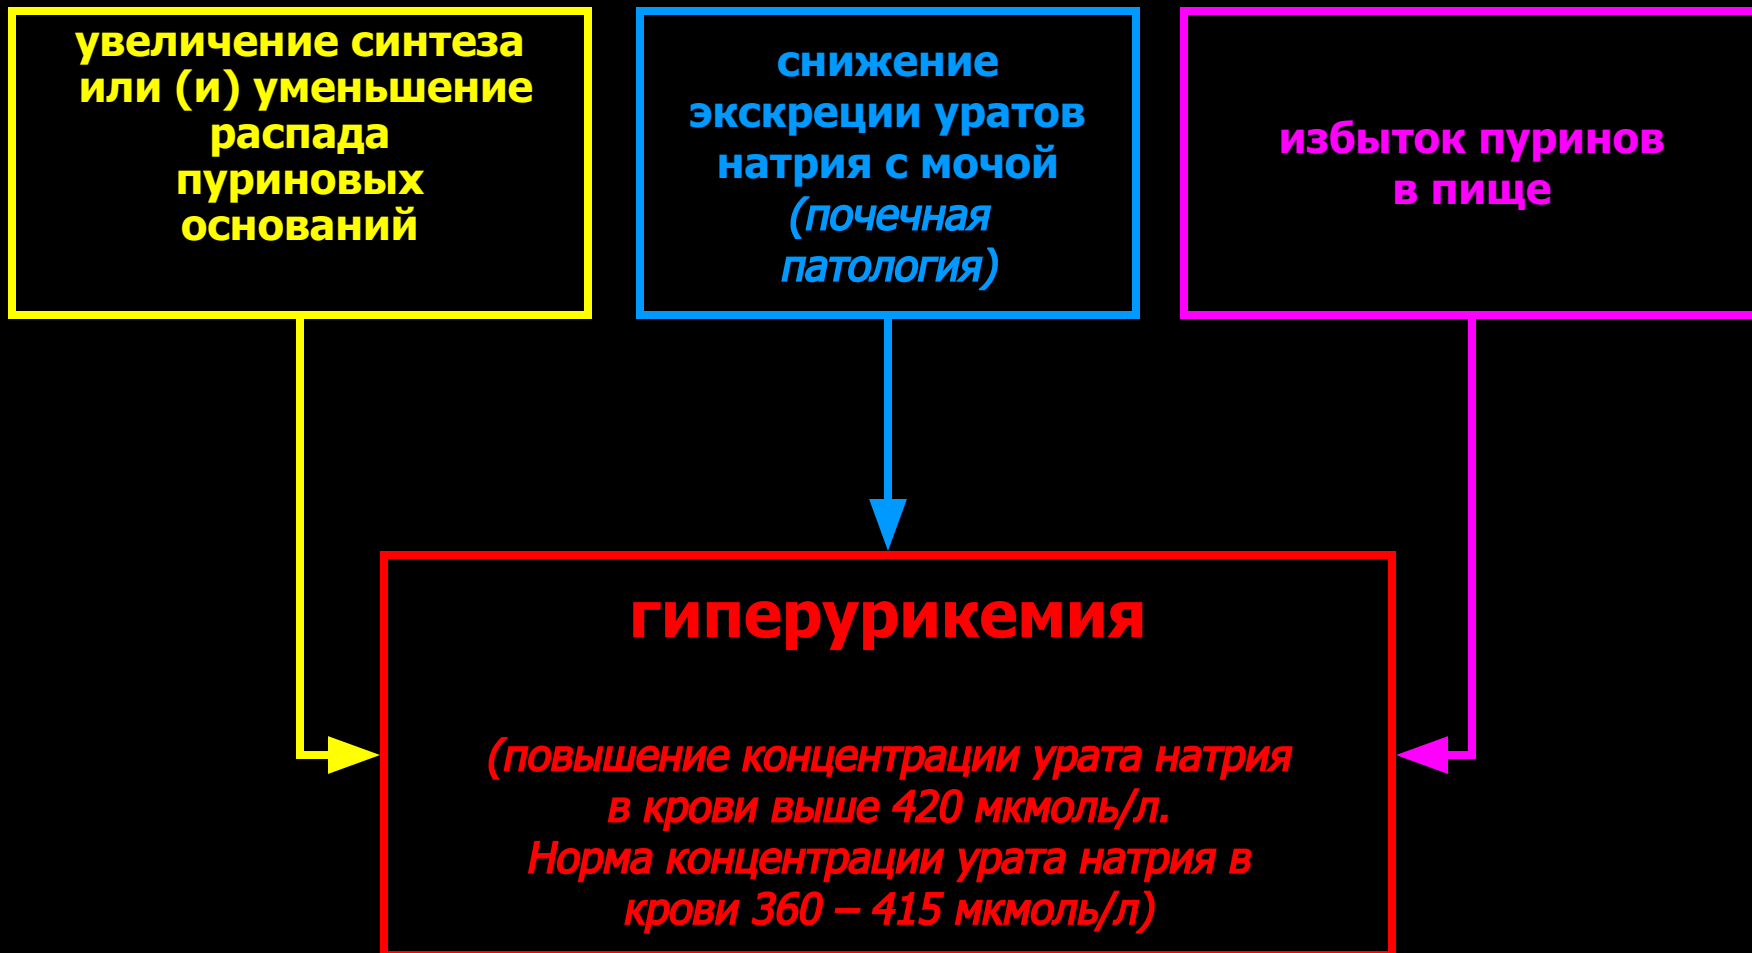 увеличение синтеза
или (и) уменьшение
распада
пуриновых
оснований
снижение
экскреции уратов
натрия с мочой
(почечная
патология)
избыток пуринов
в пище
гиперурикемия
(повышение концентрации урата натрия
в крови выше 420 мкмоль/л.
Норма концентрации урата натрия в
крови 360 – 415 мкмоль/л)